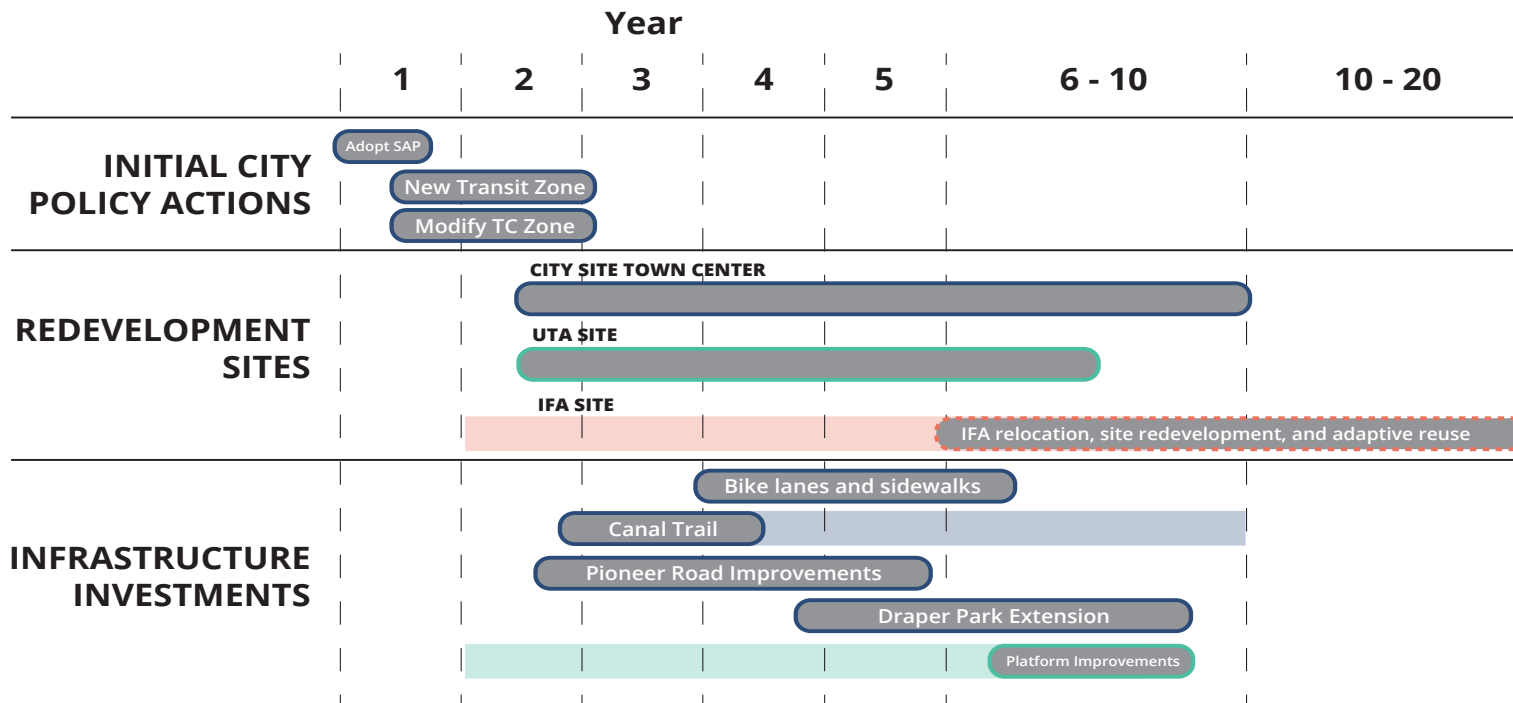 Year
1 2 3 4 5 6 - 10 10 - 20
INITIAL CITY
POLICY ACTIONS
Adopt SAP
New Transit Zone
Modify TC Zone
REDEVELOPMENT
SITES
CITY SITE TOWN CENTER
UTA SITE
IFA SITE
IFA relocation, site redevelopment, and adaptive reuse
INFRASTRUCTURE
INVESTMENTS
Bike lanes and sidewalks
Canal Trail
Pioneer Road Improvements
Draper Park Extension
Platform Improvements